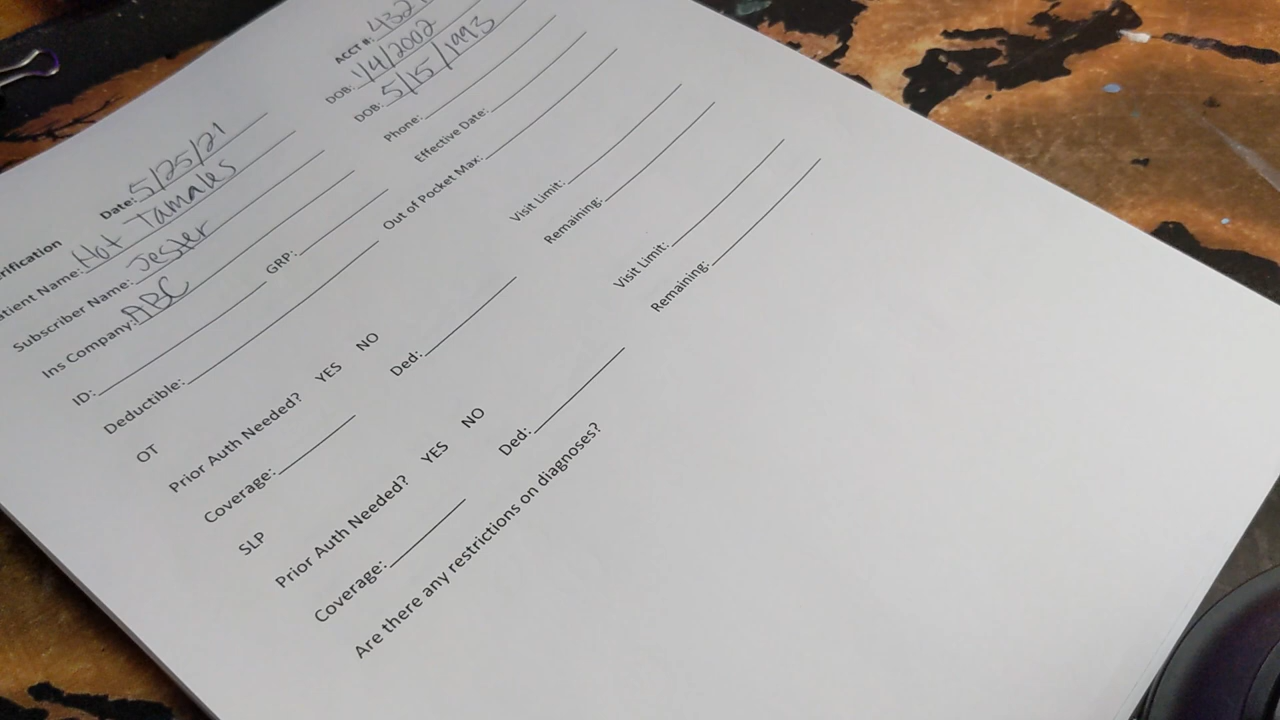 rification Date: 5/25/21 ACCT #: 432
atient Name: Hot Tamales DOB: 1/4/2002
Subscriber Name: Jester DOB: 5/15/1993
Ins Company: ABC Phone:
ID: GRP: Effective Date:
Deductible: Out of Pocket Max:
OT
Prior Auth Needed? YES NO Visit Limit:
Coverage: Ded: Remaining:
SLP
Prior Auth Needed? YES NO Visit Limit:
Coverage: Ded: Remaining:
Are there any restrictions on diagnoses?